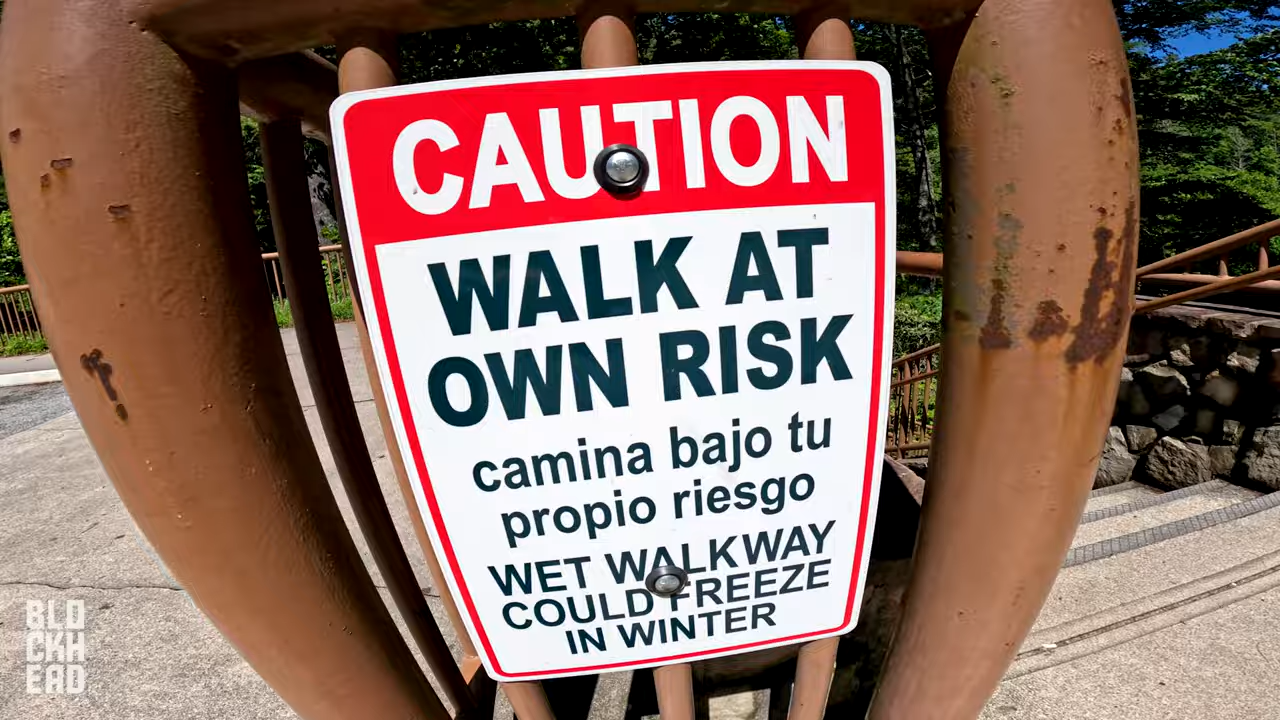 CAUTION
WALK AT
OWN RISK
camina bajo tu
propio riesgo
WET WALKWAY
COULD FREEZE
IN WINTER
BLO
CKH
EAD